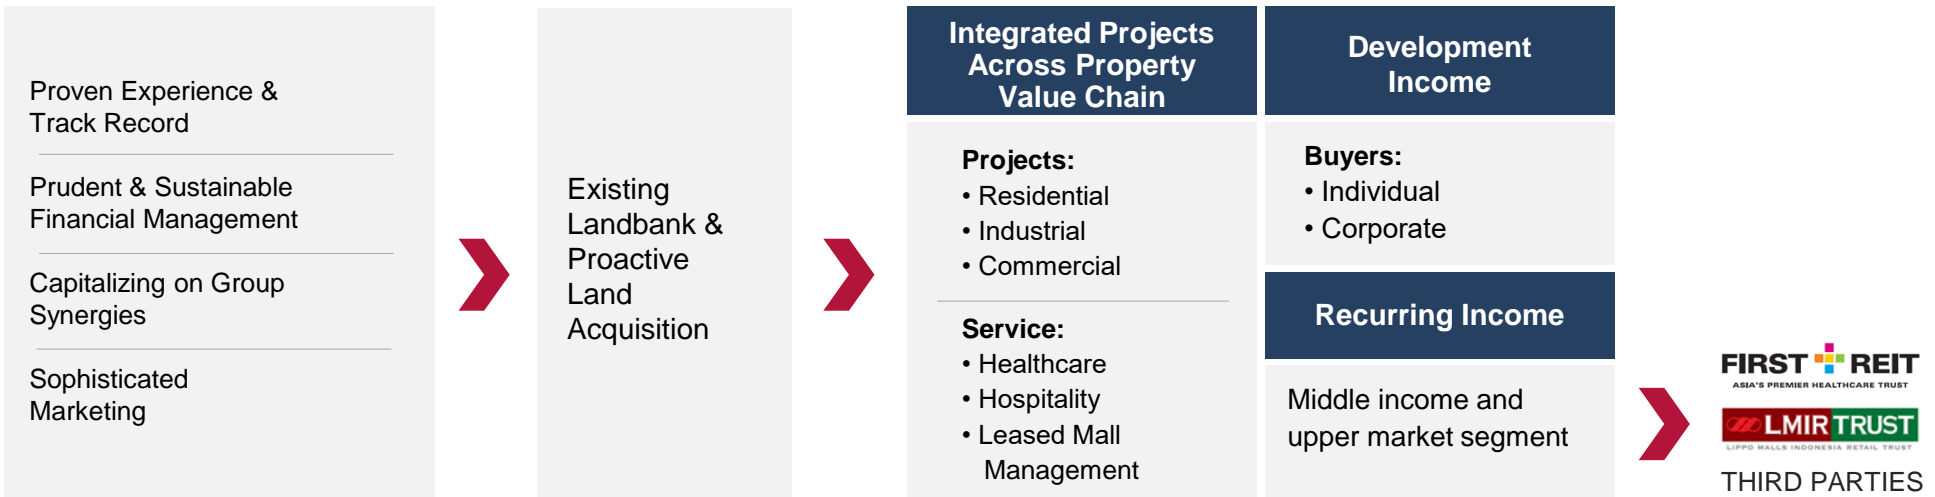 Proven Experience &
Track Record
Prudent & Sustainable
Financial Management
Capitalizing on Group
Synergies
Sophisticated
Marketing
Existing
Landbank &
Proactive
Land
Acquisition
Integrated Projects
Across Property
Value Chain
Projects:
• Residential
• Industrial
• Commercial
Service:
• Healthcare
• Hospitality
• Leased Mall
Management
Development
Income
Buyers:
• Individual
• Corporate
Recurring Income
Middle income and
upper market segment
FIRST REIT
ASIA'S PREMIER HEALTHCARE TRUST
LMIR TRUST
LIPPO MALLS INDONESIA RETAIL TRUST
THIRD PARTIES